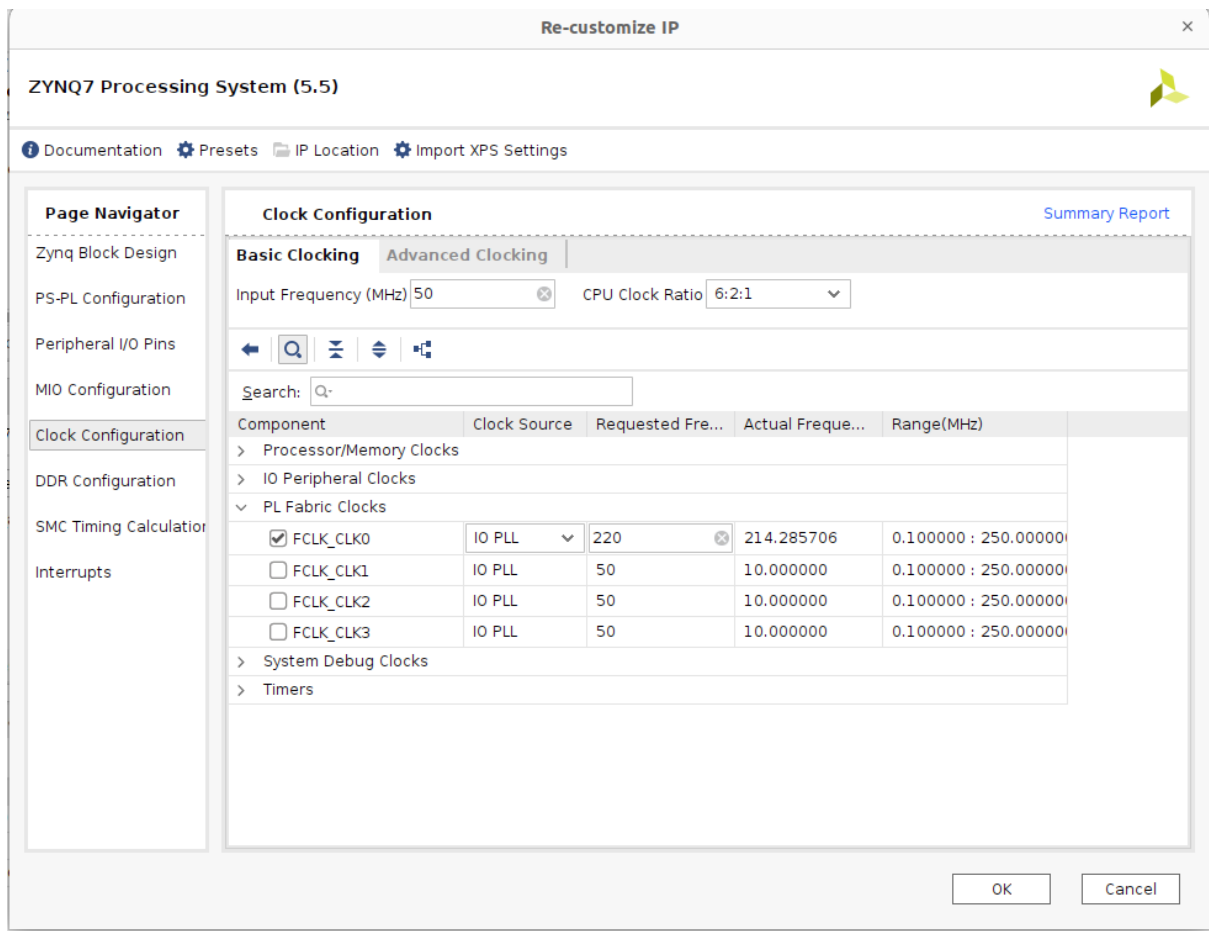 Re-customize IP
ZYNQ7 Processing System (5.5)
Documentation Presets IP Location Import XPS Settings
Page Navigator
Zynq Block Design
PS-PL Configuration
Peripheral I/O Pins
MIO Configuration
Clock Configuration
DDR Configuration
SMC Timing Calculation
Interrupts
Clock Configuration Summary Report
Basic Clocking Advanced Clocking
Input Frequency (MHz) 50 CPU Clock Ratio 6:2:1
Search:
Component Clock Source Requested Fre... Actual Freque... Range(MHz)
Processor/Memory Clocks
IO Peripheral Clocks
PL Fabric Clocks
FCLK_CLK0 IO PLL 220 214.285706 0.100000 : 250.000000
FCLK_CLK1 IO PLL 50 10.000000 0.100000 : 250.000000
FCLK_CLK2 IO PLL 50 10.000000 0.100000 : 250.000000
FCLK_CLK3 IO PLL 50 10.000000 0.100000 : 250.000000
System Debug Clocks
Timers
OK Cancel